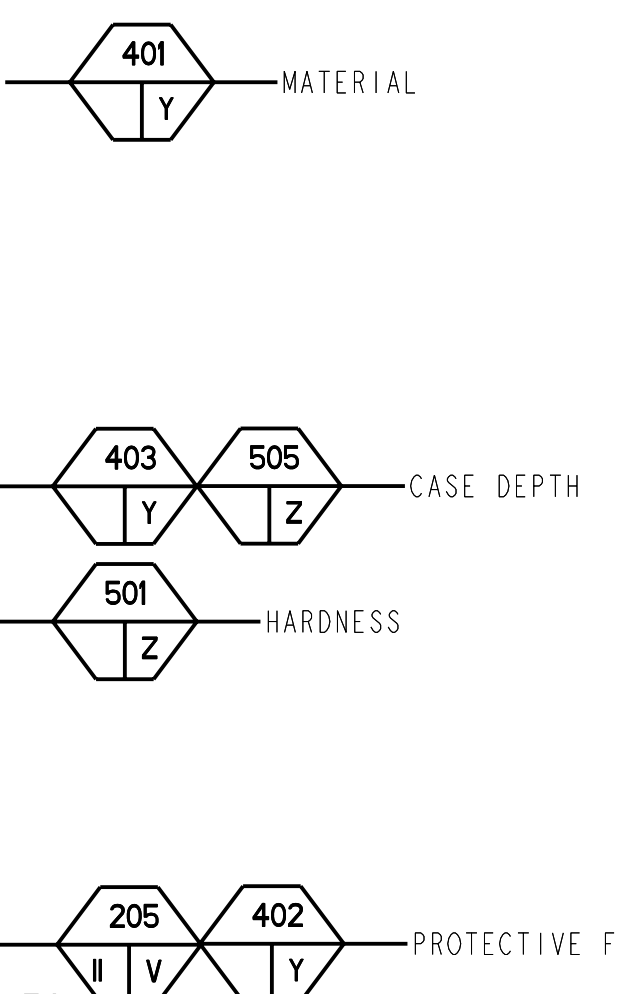 401
MATERIAL
Y
403 505
CASE DEPTH
Y Z
501
HARDNESS
Z
205 402
PROTECTIVE F
II V Y